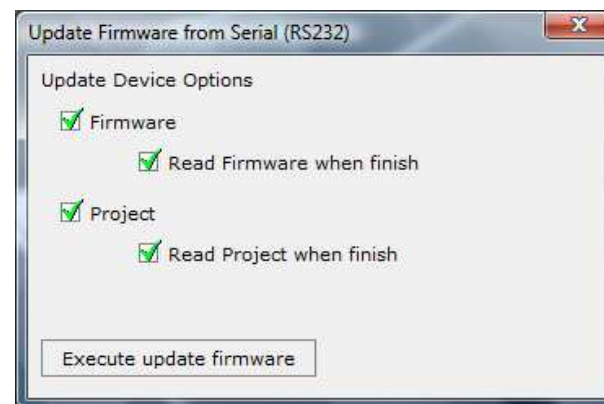 Update Firmware from Serial (RS232)
Update Device Options
Firmware
Read Firmware when finish
Project
Read Project when finish
Execute update firmware